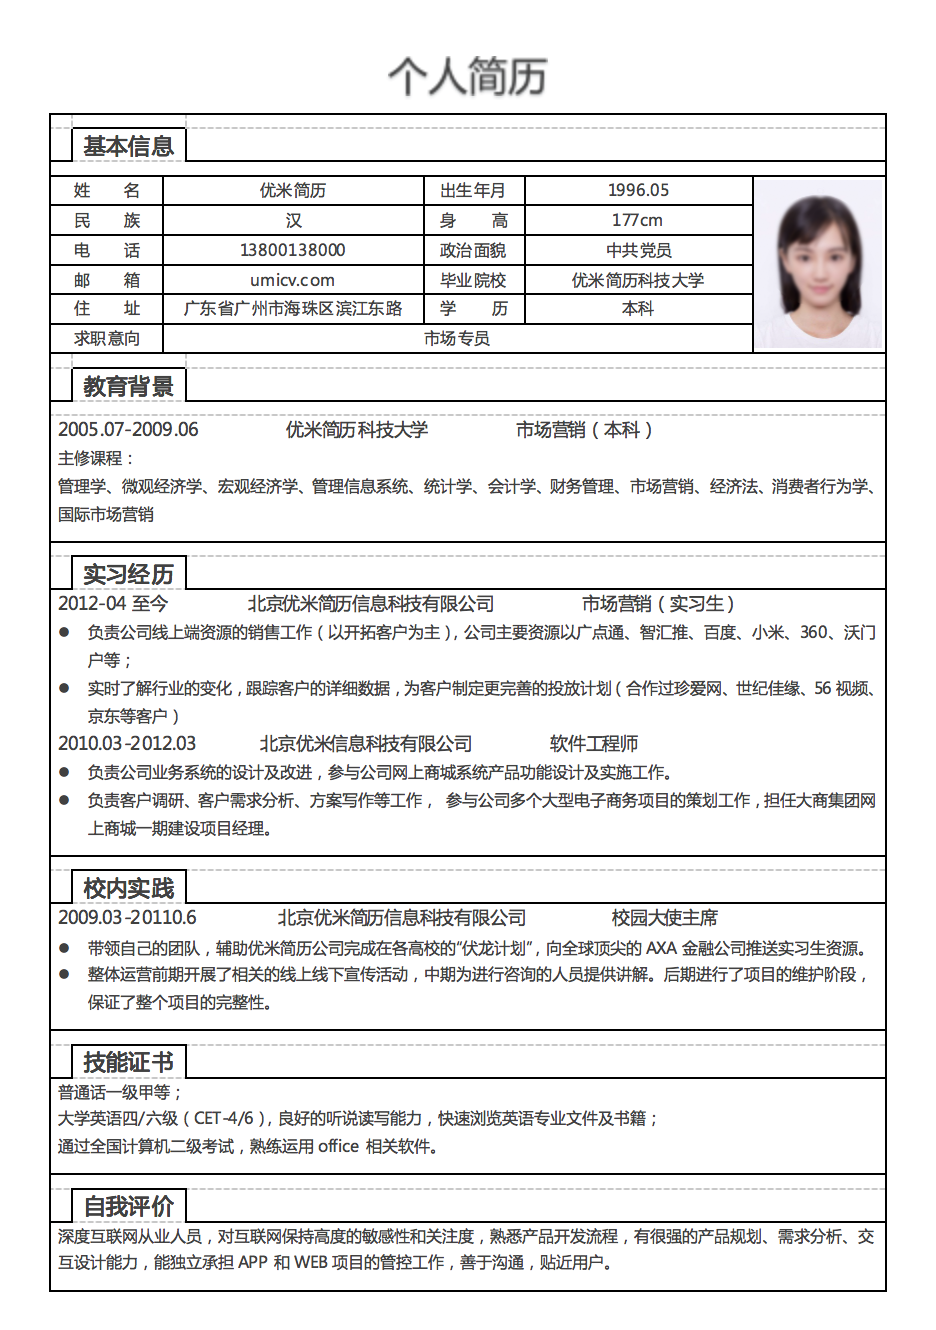 个人简历
基本信息
姓 名 优米简历 出生年月 1996.05
民 族 汉 身 高 177cm
电 话 13800138000 政治面貌 中共党员
邮 箱 umicv.com 毕业院校 优米简历科技大学
住 址 广东省广州市海珠区滨江东路 学 历 本科
求职意向 市场专员
教育背景
2005.07-2009.06 优米简历科技大学 市场营销（本科）
主修课程：
管理学、微观经济学、宏观经济学、管理信息系统、统计学、会计学、财务管理、市场营销、经济法、消费者行为学、
国际市场营销
实习经历
2012-04 至今 北京优米简历信息科技有限公司 市场营销（实习生）
● 负责公司线上端资源的销售工作（以开拓客户为主），公司主要资源以广点通、智汇推、百度、小米、360、沃门
户等；
● 实时了解行业的变化，跟踪客户的详细数据，为客户制定更完善的投放计划（合作过珍爱网、世纪佳缘、56 视频、
京东等客户）
2010.03-2012.03 北京优米信息科技有限公司 软件工程师
● 负责公司业务系统的设计及改进，参与公司网上商城系统产品功能设计及实施工作。
● 负责客户调研、客户需求分析、方案写作等工作， 参与公司多个大型电子商务项目的策划工作，担任大商集团网
上商城一期建设项目经理。
校内实践
2009.03-20110.6 北京优米简历信息科技有限公司 校园大使主席
● 带领自己的团队，辅助优米简历公司完成在各高校的“伏龙计划”，向全球顶尖的 AXA 金融公司推送实习生资源。
● 整体运营前期开展了相关的线上线下宣传活动，中期为进行咨询的人员提供讲解。后期进行了项目的维护阶段，
保证了整个项目的完整性。
技能证书
普通话一级甲等；
大学英语四/六级（CET-4/6），良好的听说读写能力，快速浏览英语专业文件及书籍；
通过全国计算机二级考试，熟练运用 office 相关软件。
自我评价
深度互联网从业人员，对互联网保持高度的敏感性和关注度，熟悉产品开发流程，有很强的产品规划、需求分析、交
互设计能力，能独立承担 APP 和 WEB 项目的管控工作，善于沟通，贴近用户。